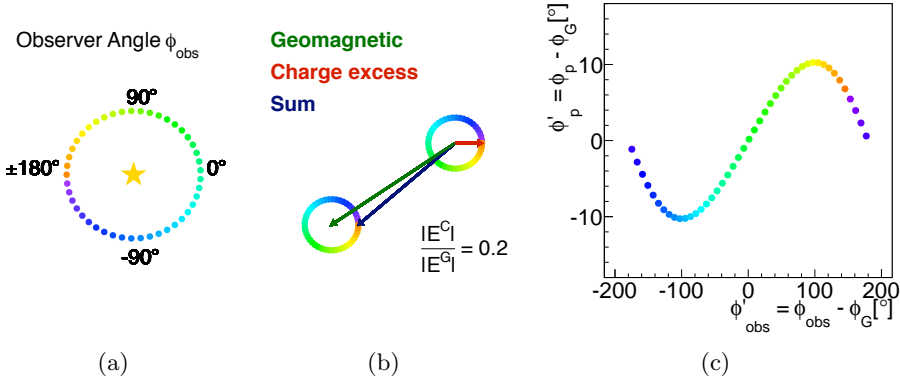 Observer Angle ϕobs
90°
±180°
0°
-90°
(a)
Geomagnetic
Charge excess
Sum
|E^C|
|E^G| = 0.2
(b)
ϕ'p = ϕp - ϕG[°]
10
0
-10
-200 -100 0 100 200
ϕ'obs = ϕobs - ϕG[°]
(c)